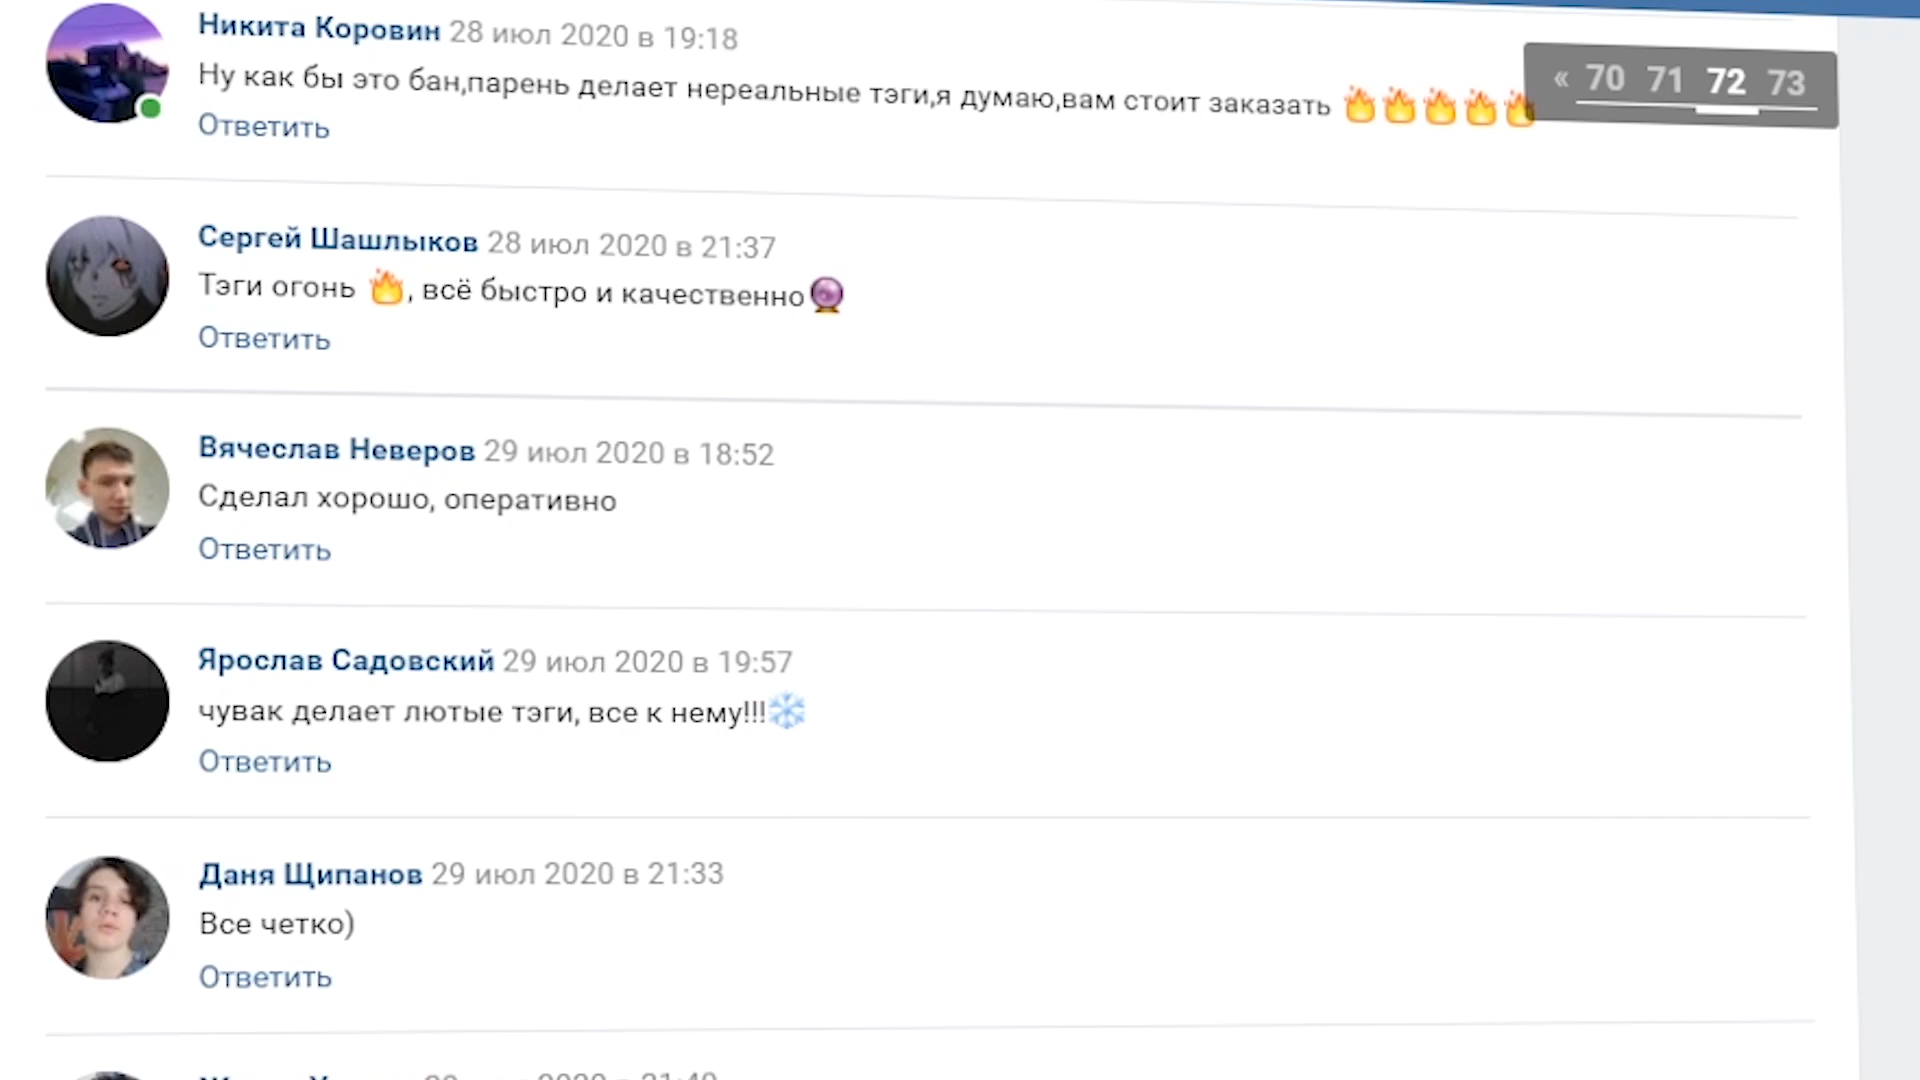 Никита Коровин 28 июл 2020 в 19:18
« 70 71 72 73
Ну как бы это бан,парень делает нереальные тэги,я думаю,вам стоит заказать 🔥🔥🔥🔥🔥
Ответить
Сергей Шашлыков 28 июл 2020 в 21:37
Тэги огонь 🔥, всё быстро и качественно🔮
Ответить
Вячеслав Неверов 29 июл 2020 в 18:52
Сделал хорошо, оперативно
Ответить
Ярослав Садовский 29 июл 2020 в 19:57
чувак делает лютые тэги, все к нему!!!❄️
Ответить
Даня Щипанов 29 июл 2020 в 21:33
Все четко)
Ответить